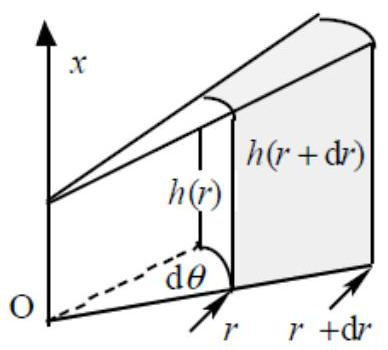 x
h(r + dr)
h(r)
dθ
O
r
r +dr